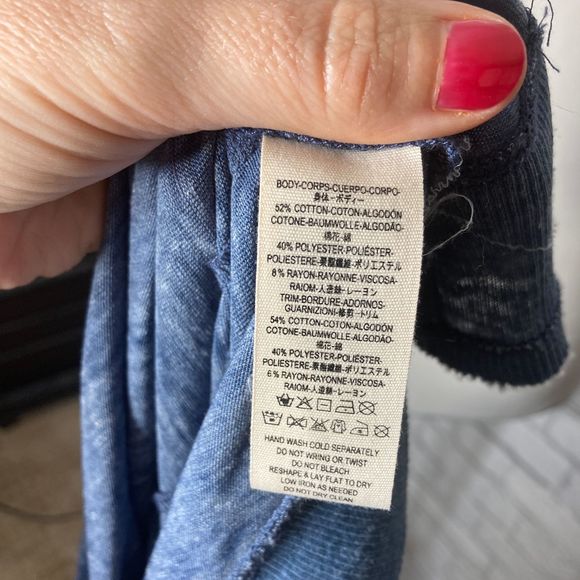 BODY-CORPS-CUERPO-CORPO-
身体-ボディー
52% COTTON-COTON-ALGODÓN
COTONE-BAUMWOLLE-ALGODÃO-
棉花-綿
40% POLYESTER-POLIÉSTER-
POLIESTERE-聚酯纖維-ポリエステル
8% RAYON-RAYONNE-VISCOSA-
RAIOM-人造絲-レーヨン
TRIM-BORDURE-ADORNOS-
GUARNIZIONI-修剪-トリム
54% COTTON-COTON-ALGODÓN
COTONE-BAUMWOLLE-ALGODÃO-
棉花-綿
40% POLYESTER-POLIÉSTER-
POLIESTERE-聚酯纖維-ポリエステル
6% RAYON-RAYONNE-VISCOSA-
RAIOM-人造絲-レーヨン
HAND WASH COLD SEPARATELY
DO NOT WRING OR TWIST
DO NOT BLEACH
RESHAPE & LAY FLAT TO DRY
LOW IRON AS NEEDED
DO NOT DRY CLEAN